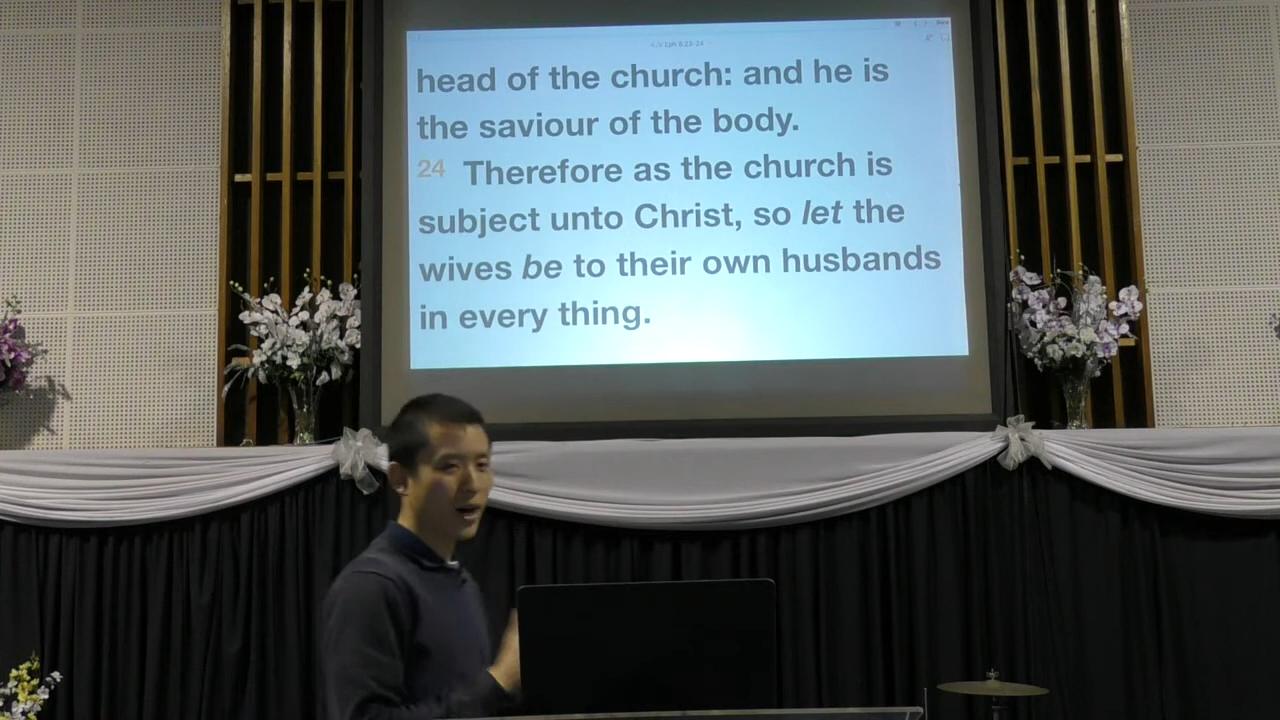 head of the church: and he is
the saviour of the body.
24 Therefore as the church is
subject unto Christ, so let the
wives be to their own husbands
in every thing.